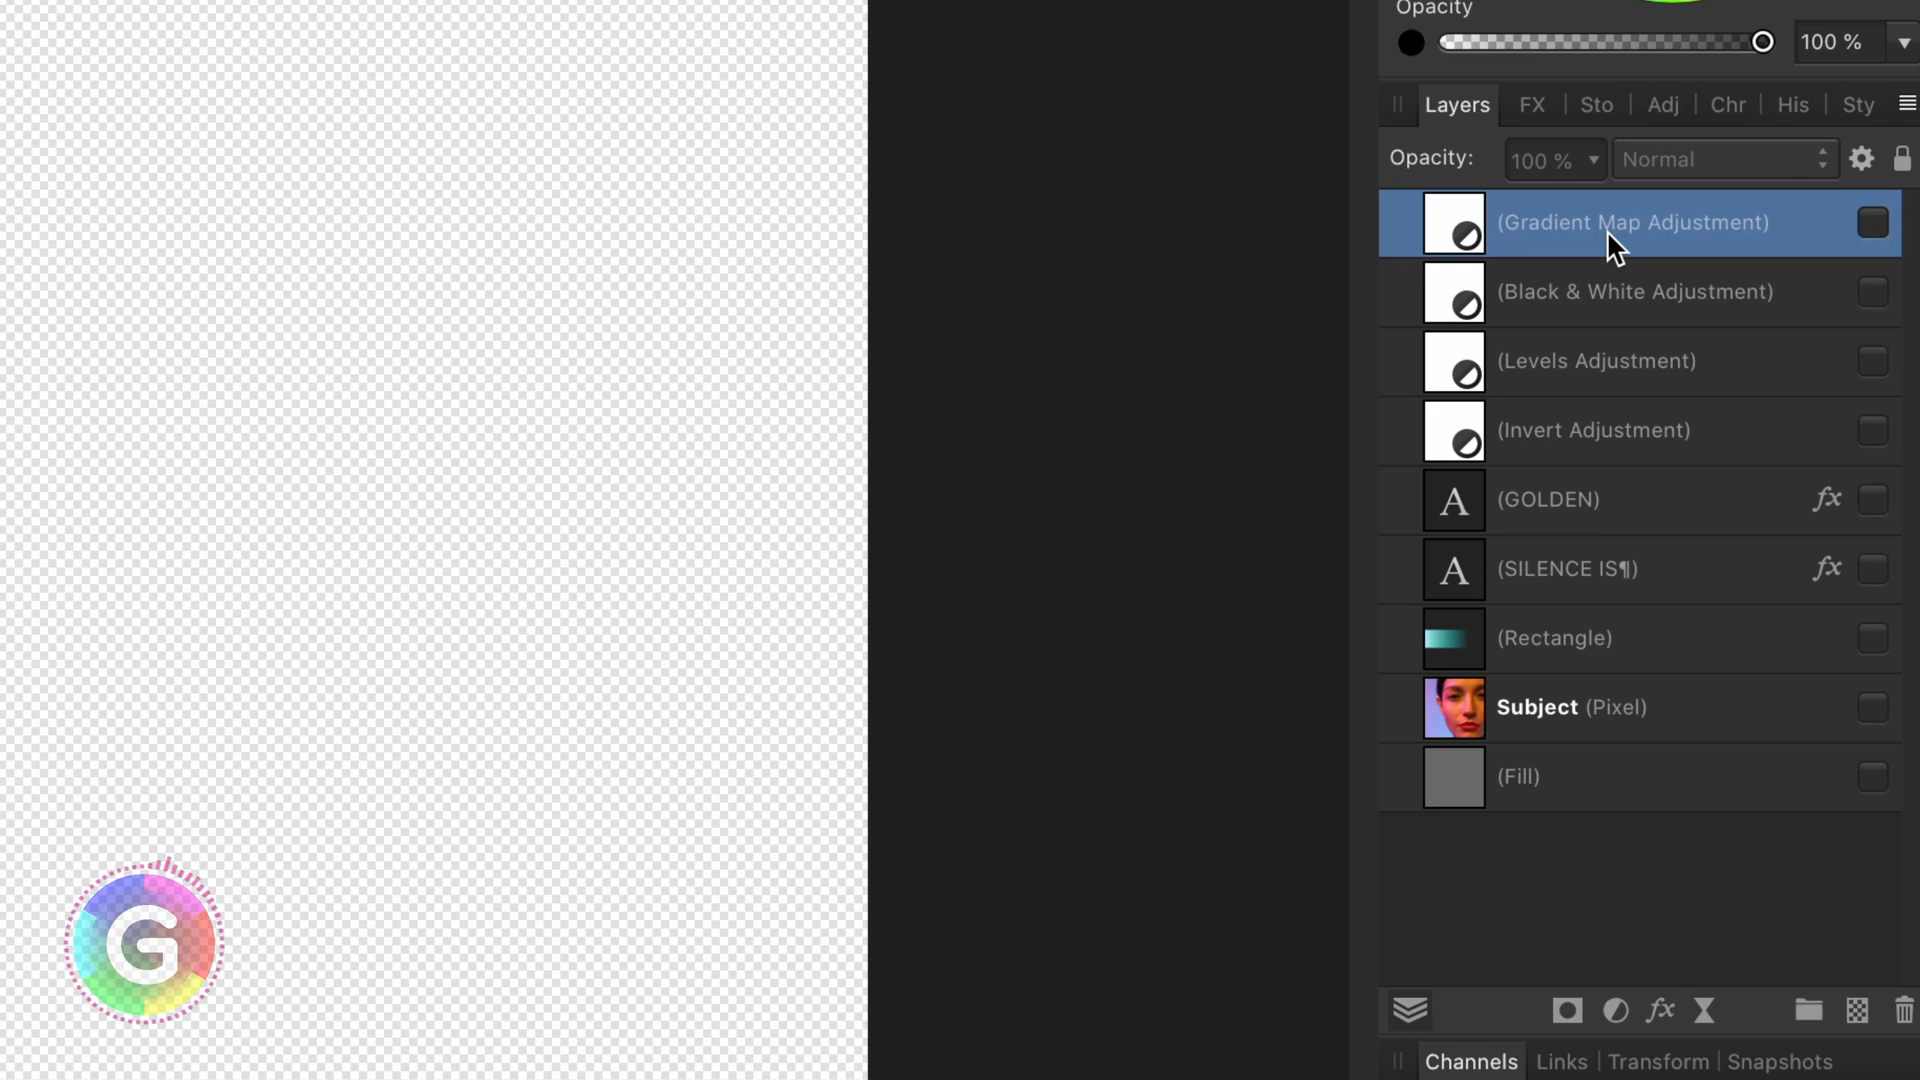 Opacity
100 %
Layers FX Sto Adj Chr His Sty
Opacity: 100 % Normal
(Gradient Map Adjustment)
(Black & White Adjustment)
(Levels Adjustment)
(Invert Adjustment)
A (GOLDEN) fx
A (SILENCE IS¶) fx
(Rectangle)
Subject (Pixel)
(Fill)
G
fx
Channels Links Transform Snapshots